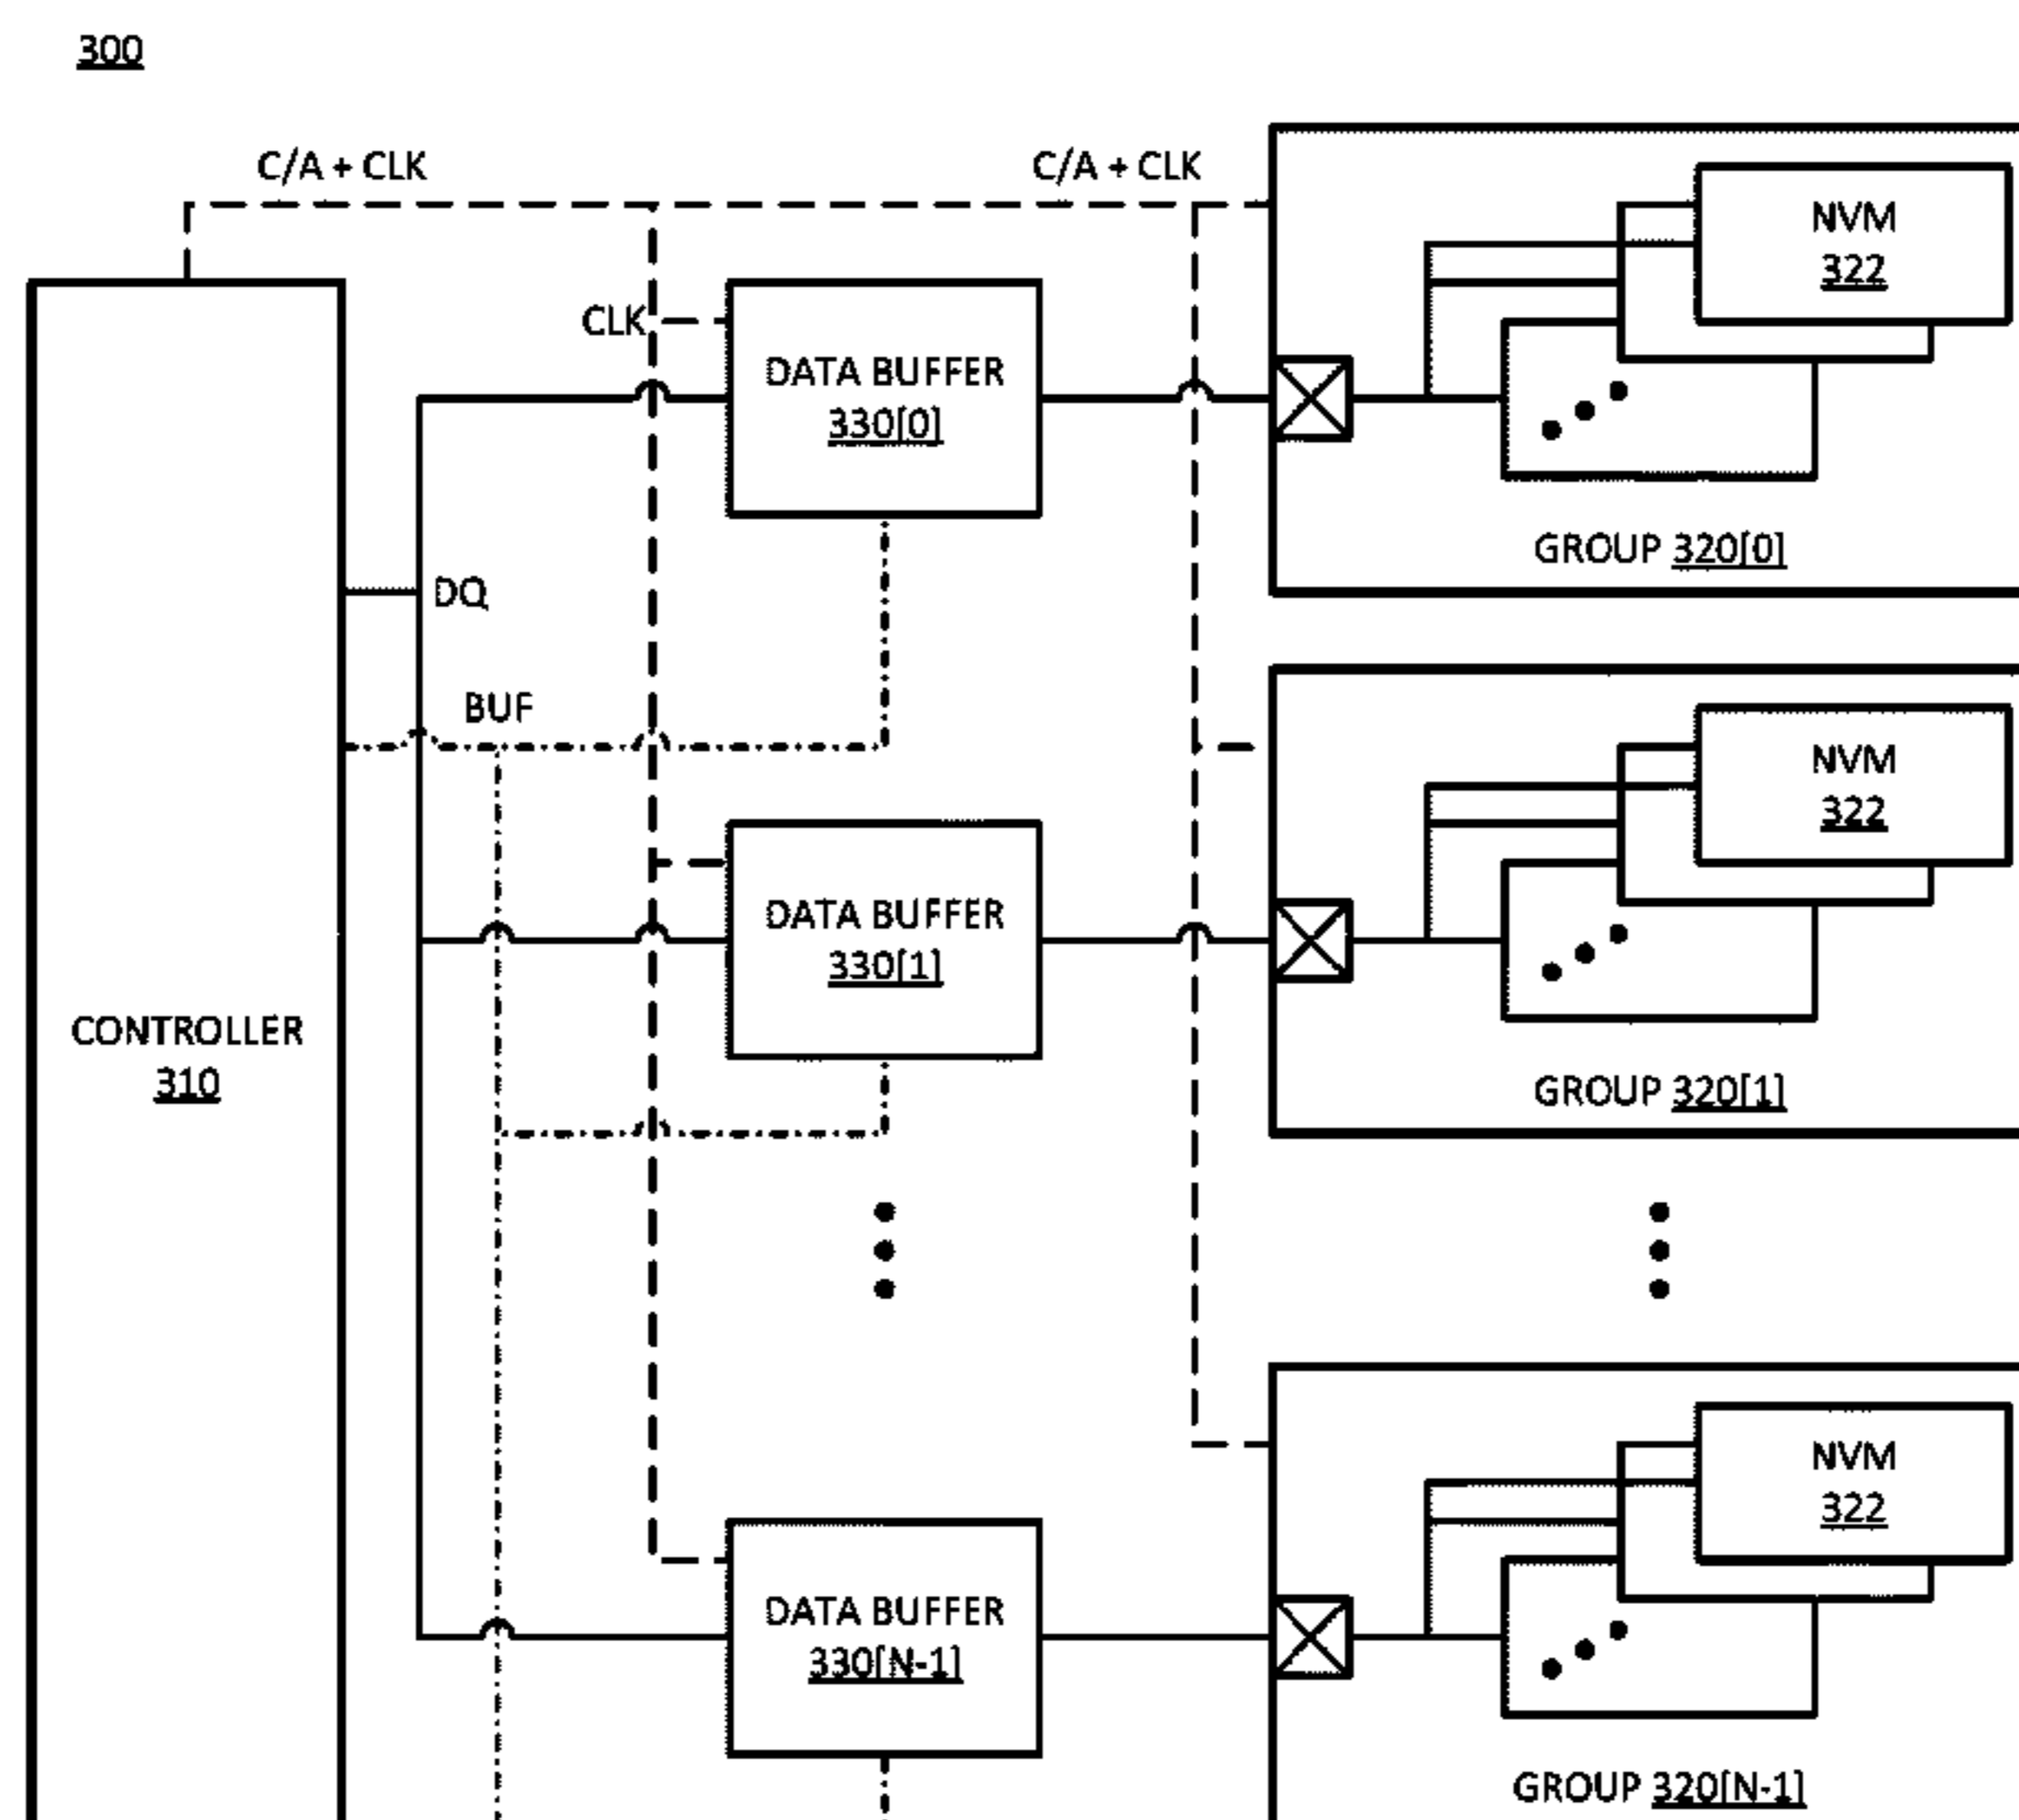 300
C/A + CLK
C/A + CLK
NVM
322
CLK
DATA BUFFER
330[0]
GROUP 320[0]
DQ
BUF
NVM
322
DATA BUFFER
330[1]
CONTROLLER
310
GROUP 320[1]
NVM
322
DATA BUFFER
330[N-1]
GROUP 320[N-1]